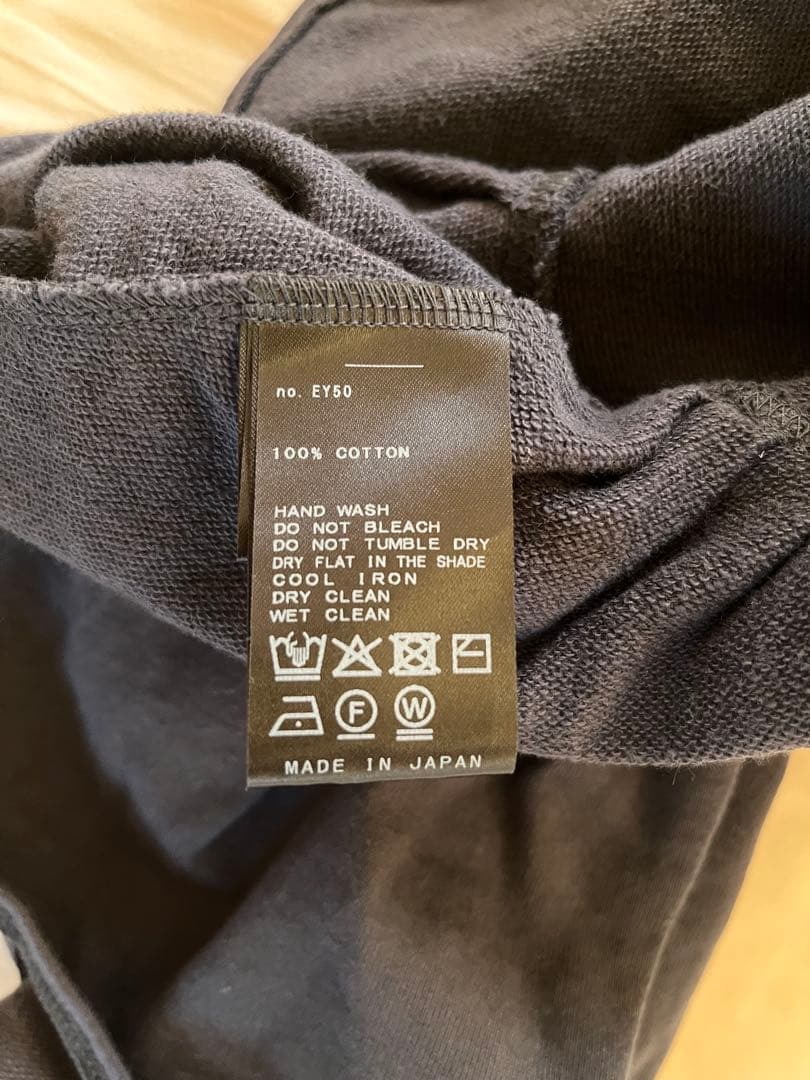 no. EY50
100% COTTON
HAND WASH
DO NOT BLEACH
DO NOT TUMBLE DRY
DRY FLAT IN THE SHADE
COOL IRON
DRY CLEAN
WET CLEAN
F W
MADE IN JAPAN